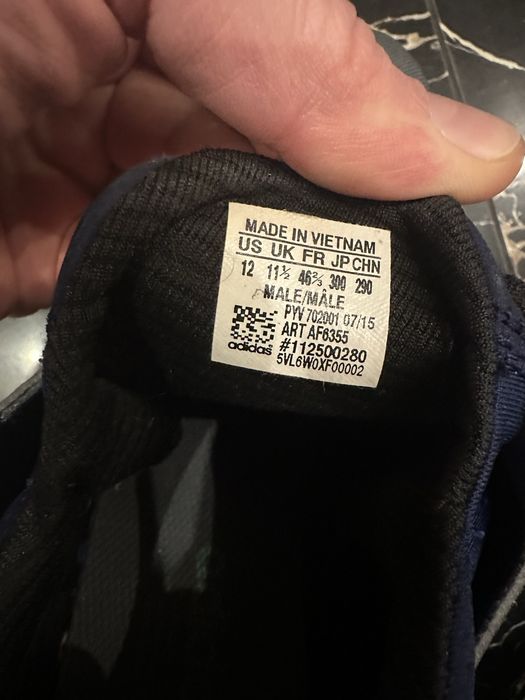 MADE IN VIETNAM
US UK FR JP CHN
12 11½ 46⅔ 300 290
MALE/MÂLE
PYV 702001 07/15
ART AF6355
adidas #112500280
5VL6W0XF00002